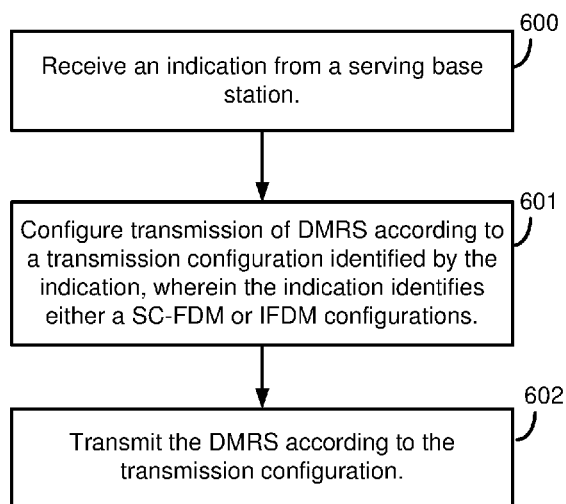 600
Receive an indication from a serving base
station.
601
Configure transmission of DMRS according to
a transmission configuration identified by the
indication, wherein the indication identifies
either a SC-FDM or IFDM configurations.
602
Transmit the DMRS according to the
transmission configuration.